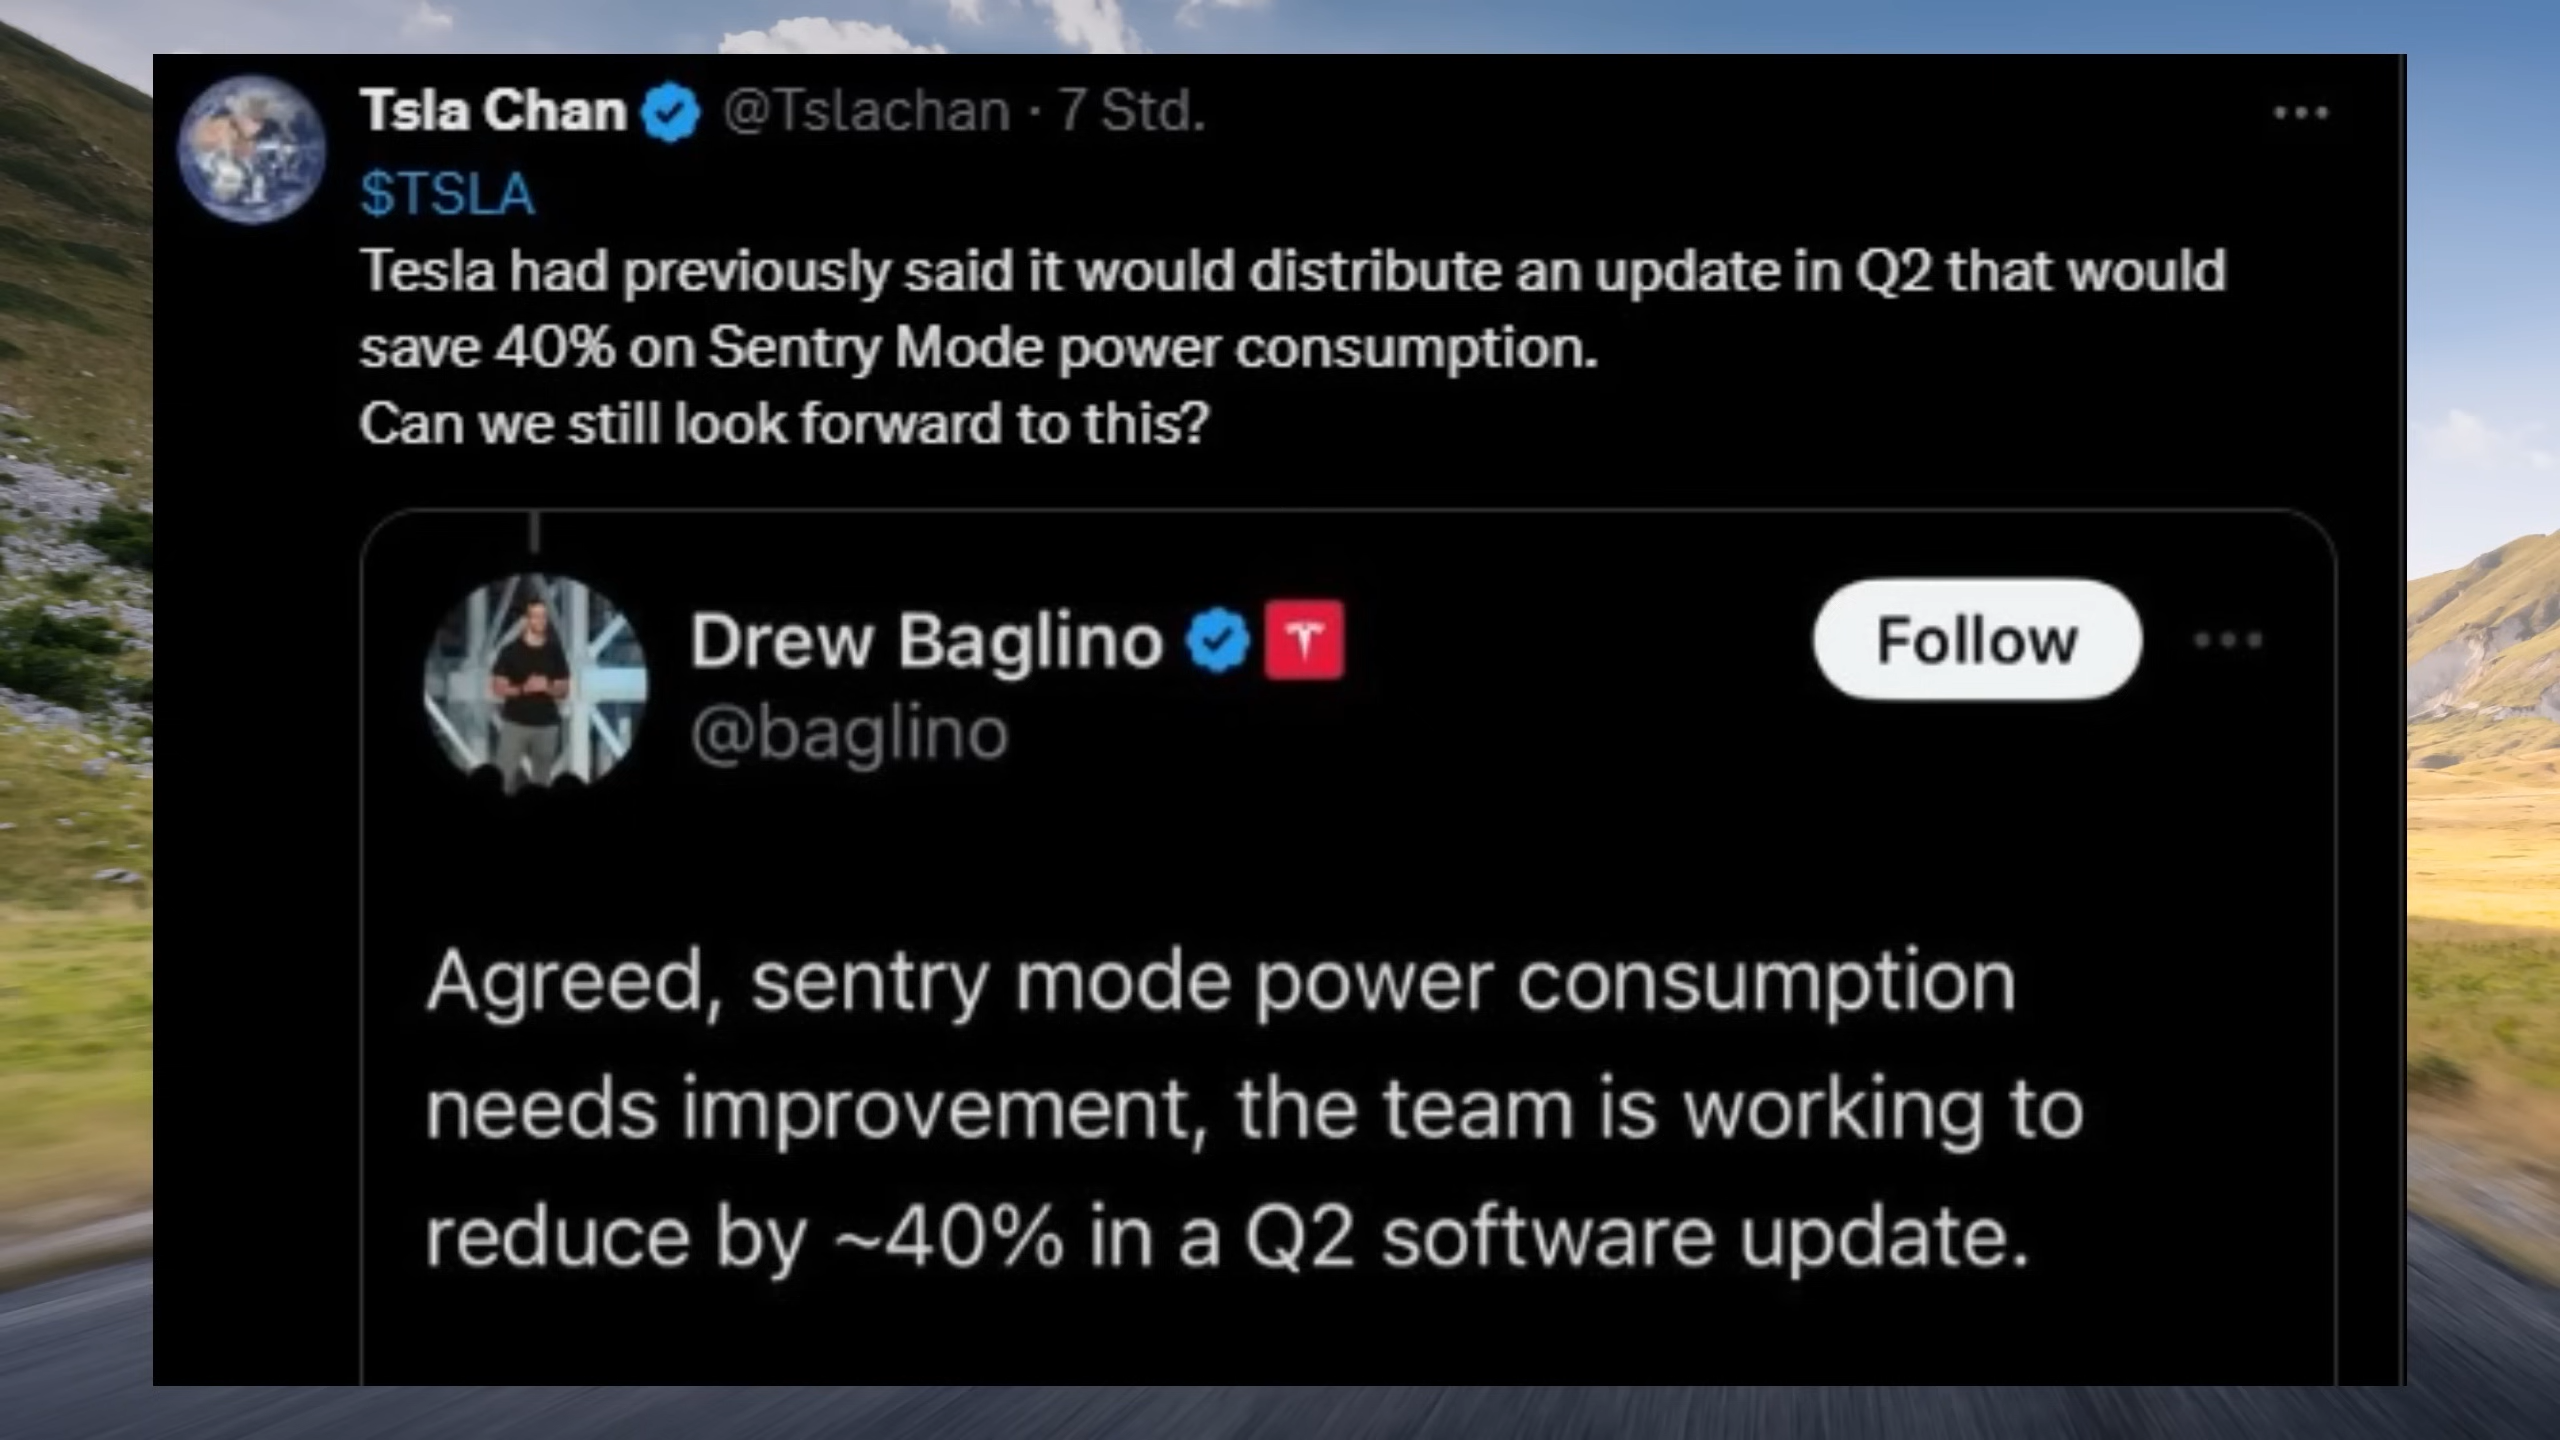 Tsla Chan @Tslachan · 7 Std.
$TSLA
Tesla had previously said it would distribute an update in Q2 that would
save 40% on Sentry Mode power consumption.
Can we still look forward to this?
Drew Baglino
Follow
@baglino
Agreed, sentry mode power consumption
needs improvement, the team is working to
reduce by ~40% in a Q2 software update.